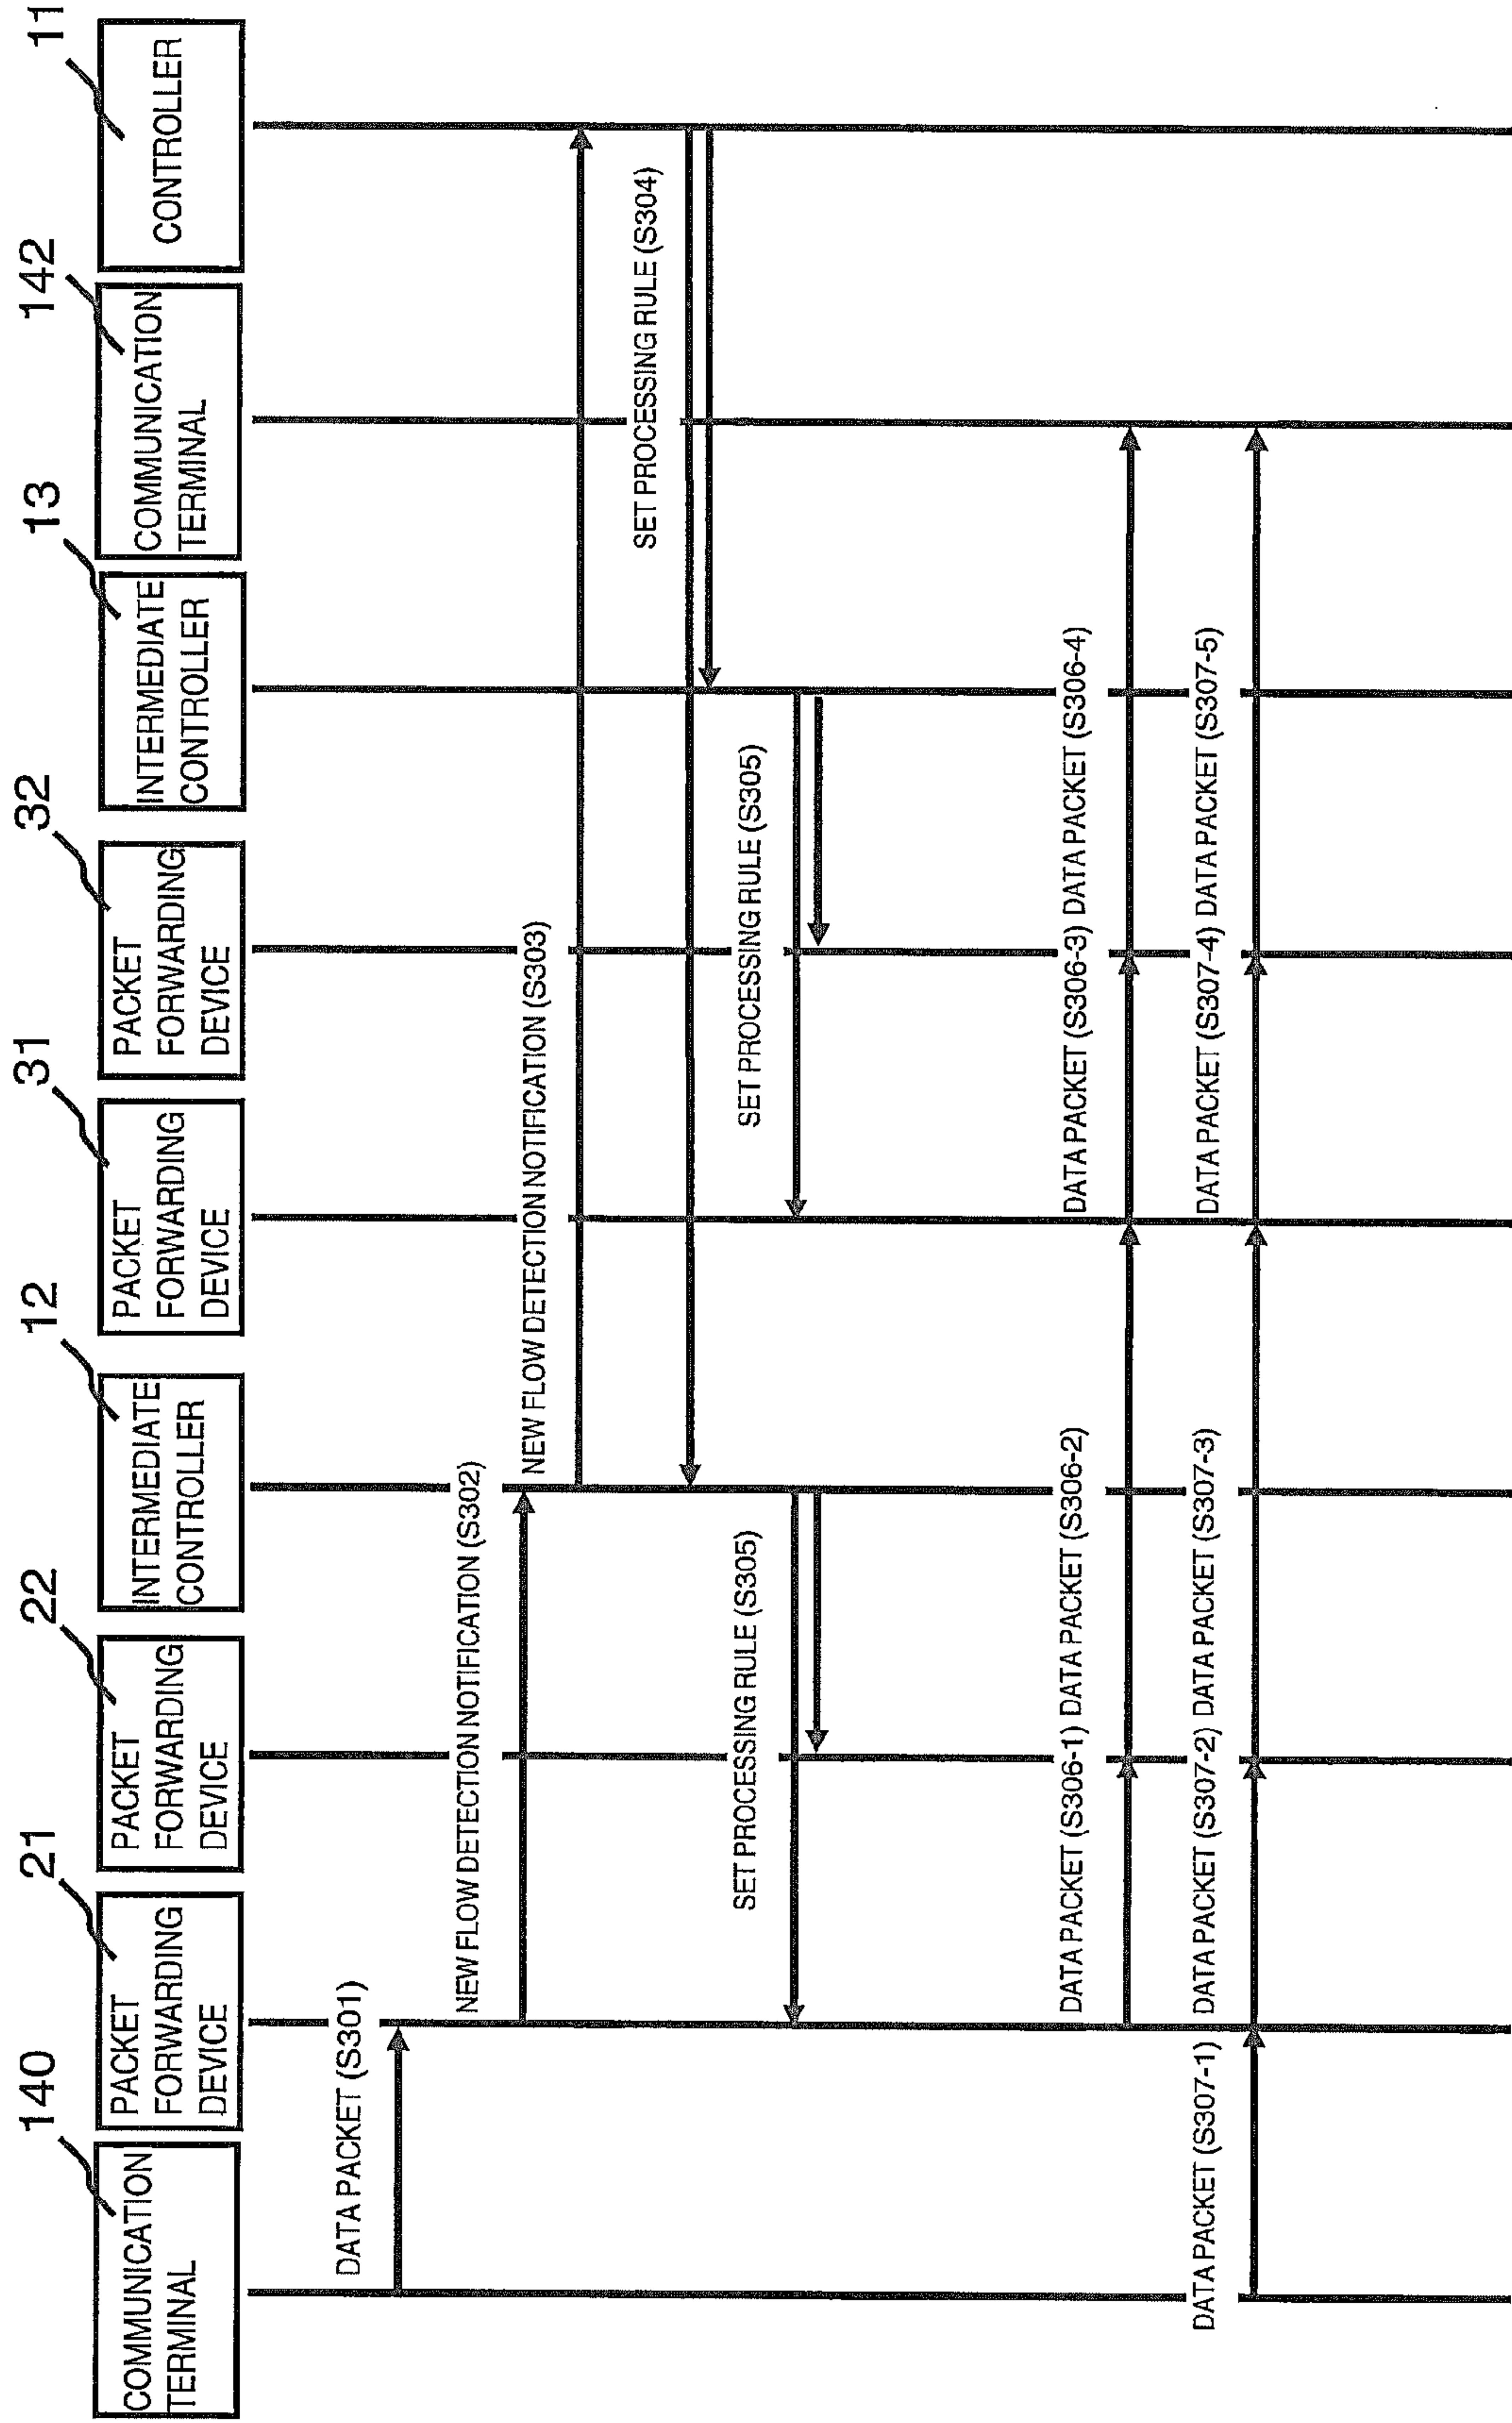 140
COMMUNICATION
TERMINAL
21
PACKET
FORWARDING
DEVICE
22
PACKET
FORWARDING
DEVICE
12
INTERMEDIATE
CONTROLLER
31
PACKET
FORWARDING
DEVICE
32
PACKET
FORWARDING
DEVICE
13
INTERMEDIATE
CONTROLLER
142
COMMUNICATION
TERMINAL
11
CONTROLLER
DATA PACKET (S301)
NEW FLOW DETECTION NOTIFICATION (S302)
NEW FLOW DETECTION NOTIFICATION (S303)
SET PROCESSING RULE (S304)
SET PROCESSING RULE (S305)
SET PROCESSING RULE (S305)
DATA PACKET (S306-1) DATA PACKET (S306-2)
DATA PACKET (S306-3) DATA PACKET (S306-4)
DATA PACKET (S307-1)
DATA PACKET (S307-2) DATA PACKET (S307-3)
DATA PACKET (S307-4) DATA PACKET (S307-5)